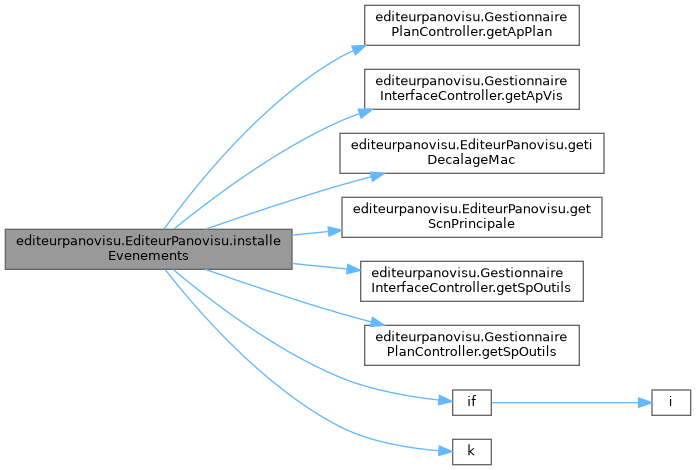 editeurpanovisu.Gestionnaire
PlanController.getApPlan
editeurpanovisu.Gestionnaire
InterfaceController.getApVis
editeurpanovisu.EditeurPanovisu.geti
DecalageMac
editeurpanovisu.EditeurPanovisu.get
ScnPrincipale
editeurpanovisu.EditeurPanovisu.installe
Evenements
editeurpanovisu.Gestionnaire
InterfaceController.getSpOutils
editeurpanovisu.Gestionnaire
PlanController.getSpOutils
if
i
k